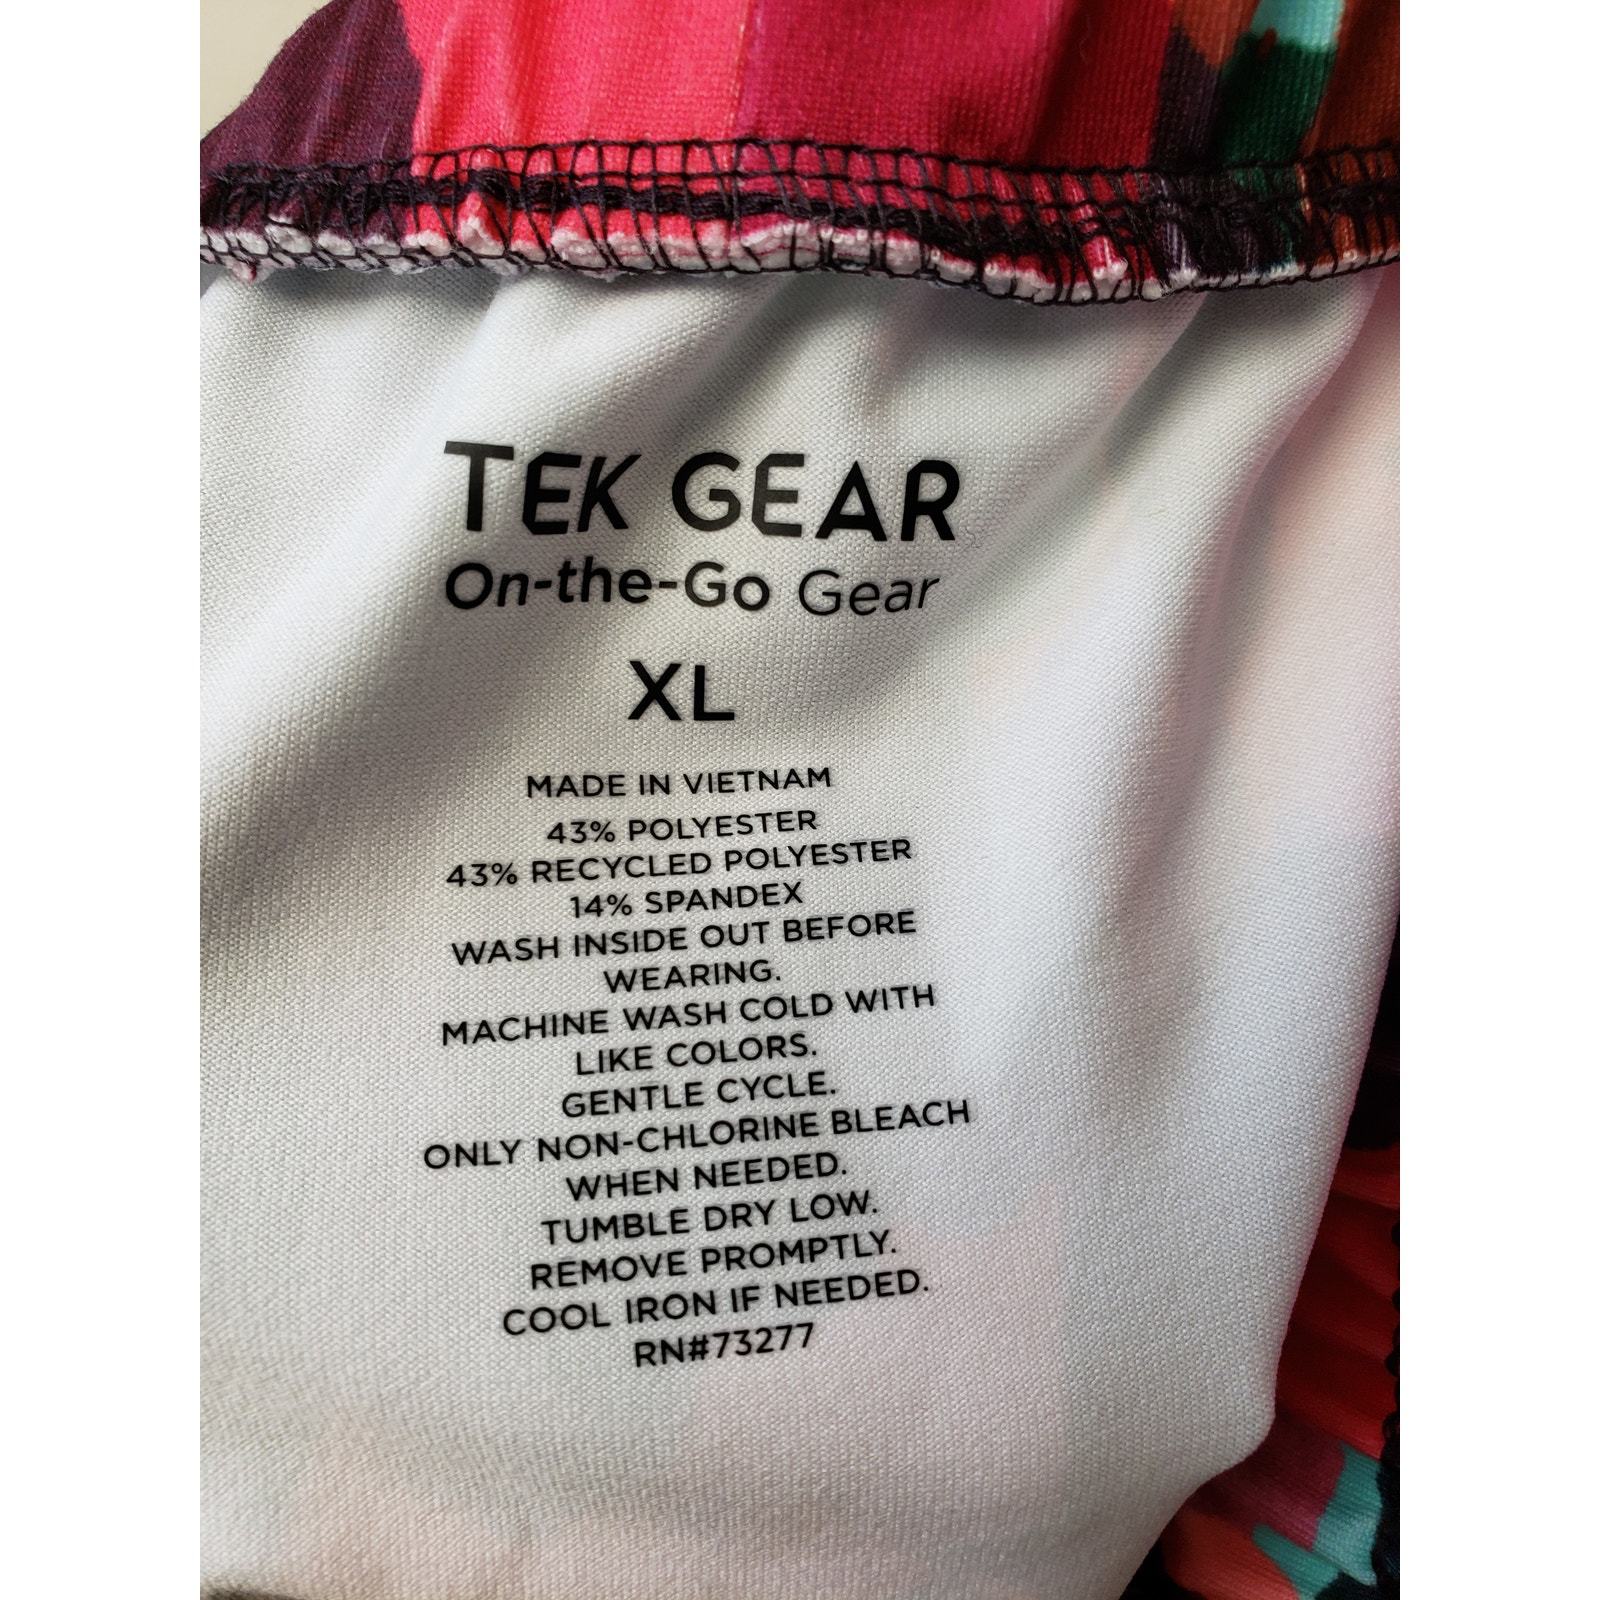 TEK GEAR
On-the-Go Gear
XL
MADE IN VIETNAM
43% POLYESTER
43% RECYCLED POLYESTER
14% SPANDEX
WASH INSIDE OUT BEFORE
WEARING.
MACHINE WASH COLD WITH
LIKE COLORS.
GENTLE CYCLE.
ONLY NON-CHLORINE BLEACH
WHEN NEEDED.
TUMBLE DRY LOW.
REMOVE PROMPTLY.
COOL IRON IF NEEDED.
RN#73277